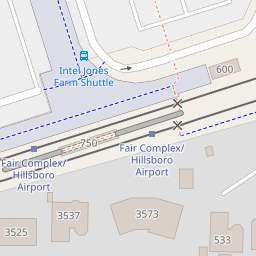 600
Intel Jones
Farm Shuttle
750
Fair Complex/
Hillsboro
Airport
Fair Complex/
Hillsboro
Airport
3537
3573
3525
533